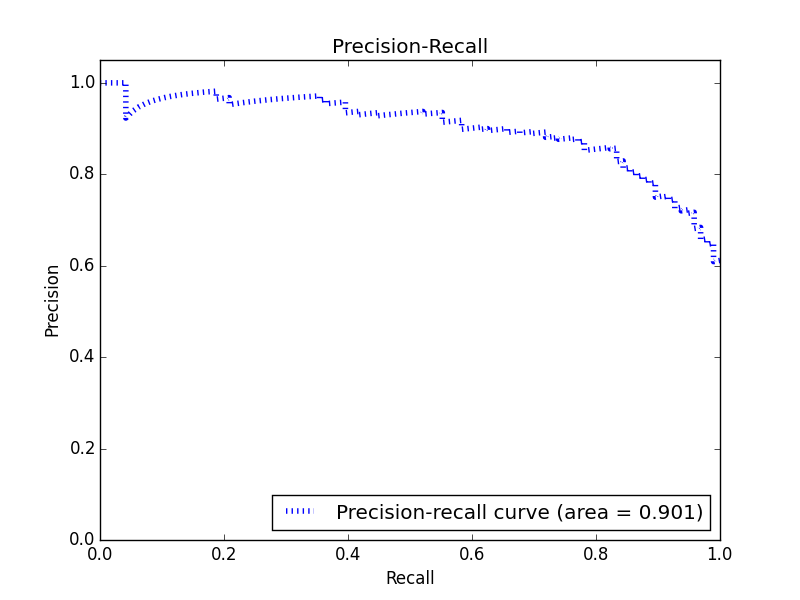 Precision-Recall
1.0
0.8
0.6
0.4
0.2
0.0
Precision
0.0 0.2 0.4 0.6 0.8 1.0
Recall
Precision-recall curve (area = 0.901)